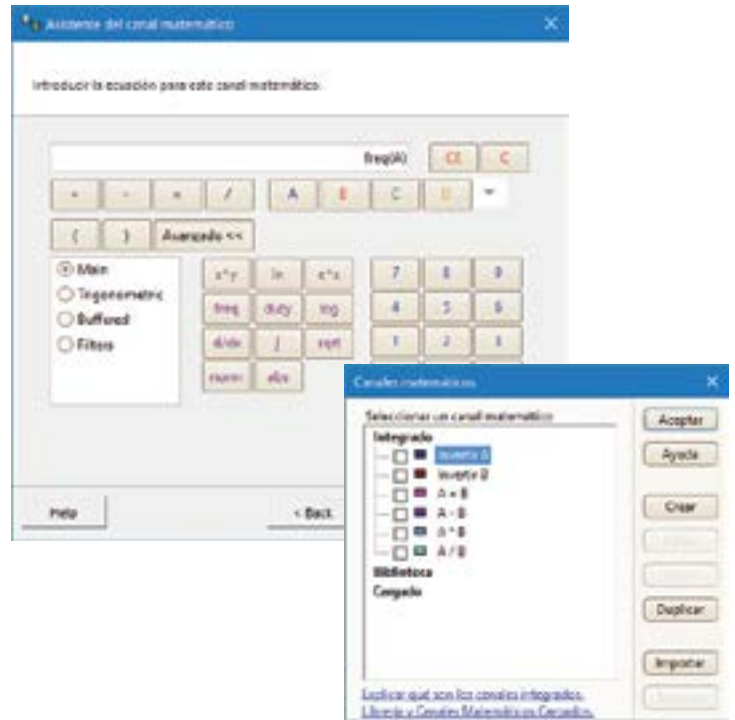 Asistente del canal matemático
Introducir la ecuación para este canal matemático.
freq(A)
CE C
+ - × / A B C D
( ) Avanzado <<
Main
Trigonometric
Buffered
Filters
x^y ln e^x
freq duty
d/dx ∫ sqrt
norm abs
7 8 9
4 5 6
1 2 3
Help
< Back
Canales matemáticos
Seleccionar un canal matemático
Integrado
Invertir A
Invertir B
A + B
A - B
A * B
A / B
Biblioteca
Cargado
Aceptar
Ayuda
Crear
Duplicar
Importar
Explicar qué son los canales integrados,
Librería y Canales Matemáticos Cargados.